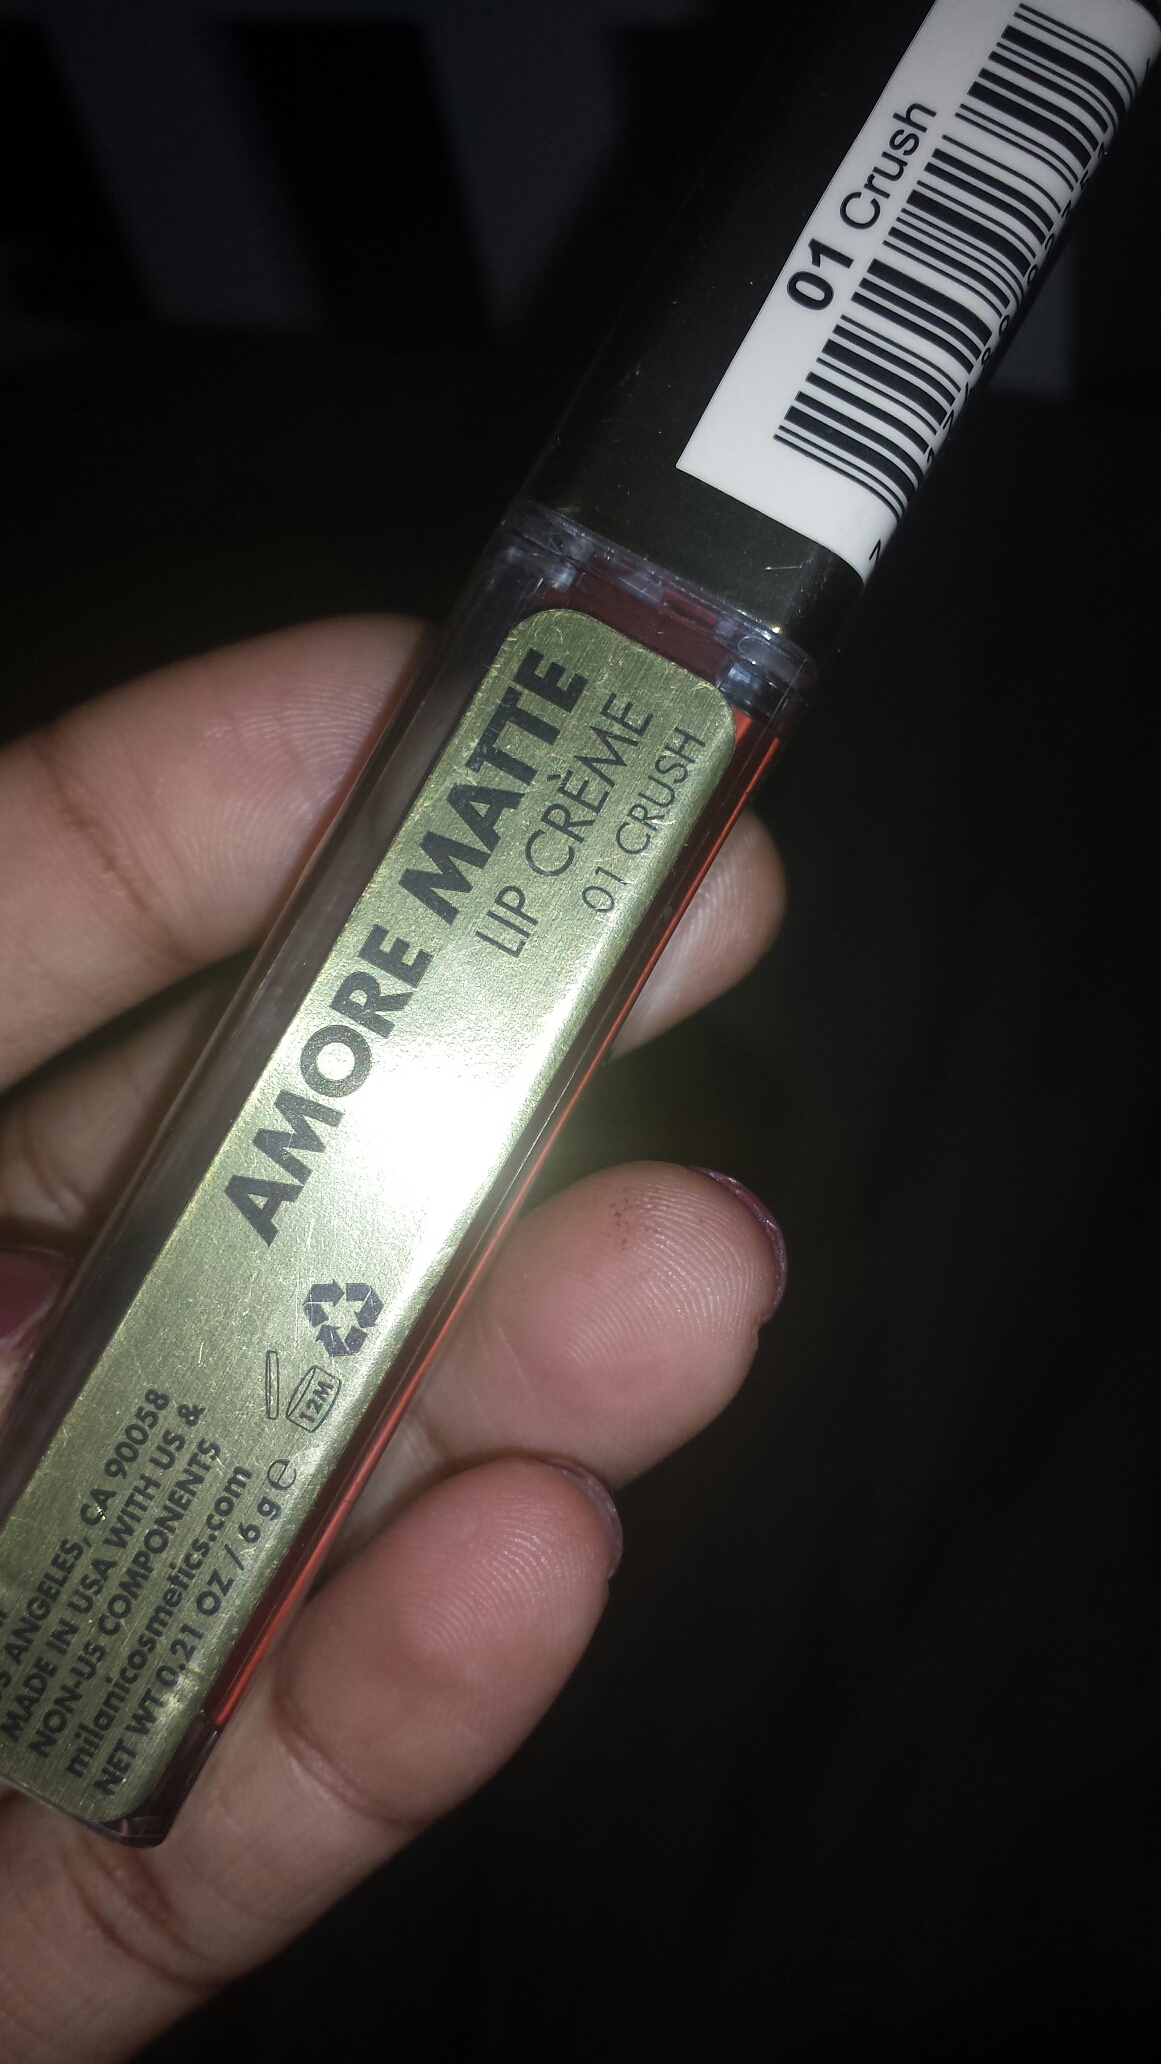 01 Crush
AMORE MATTE
LIP CRÈME
01 CRUSH
12M
ANGELES, CA 90058
MADE IN USA WITH US &
NON-US COMPONENTS
milanicosmetics.com
NET WT 0.21 OZ / 6 g e